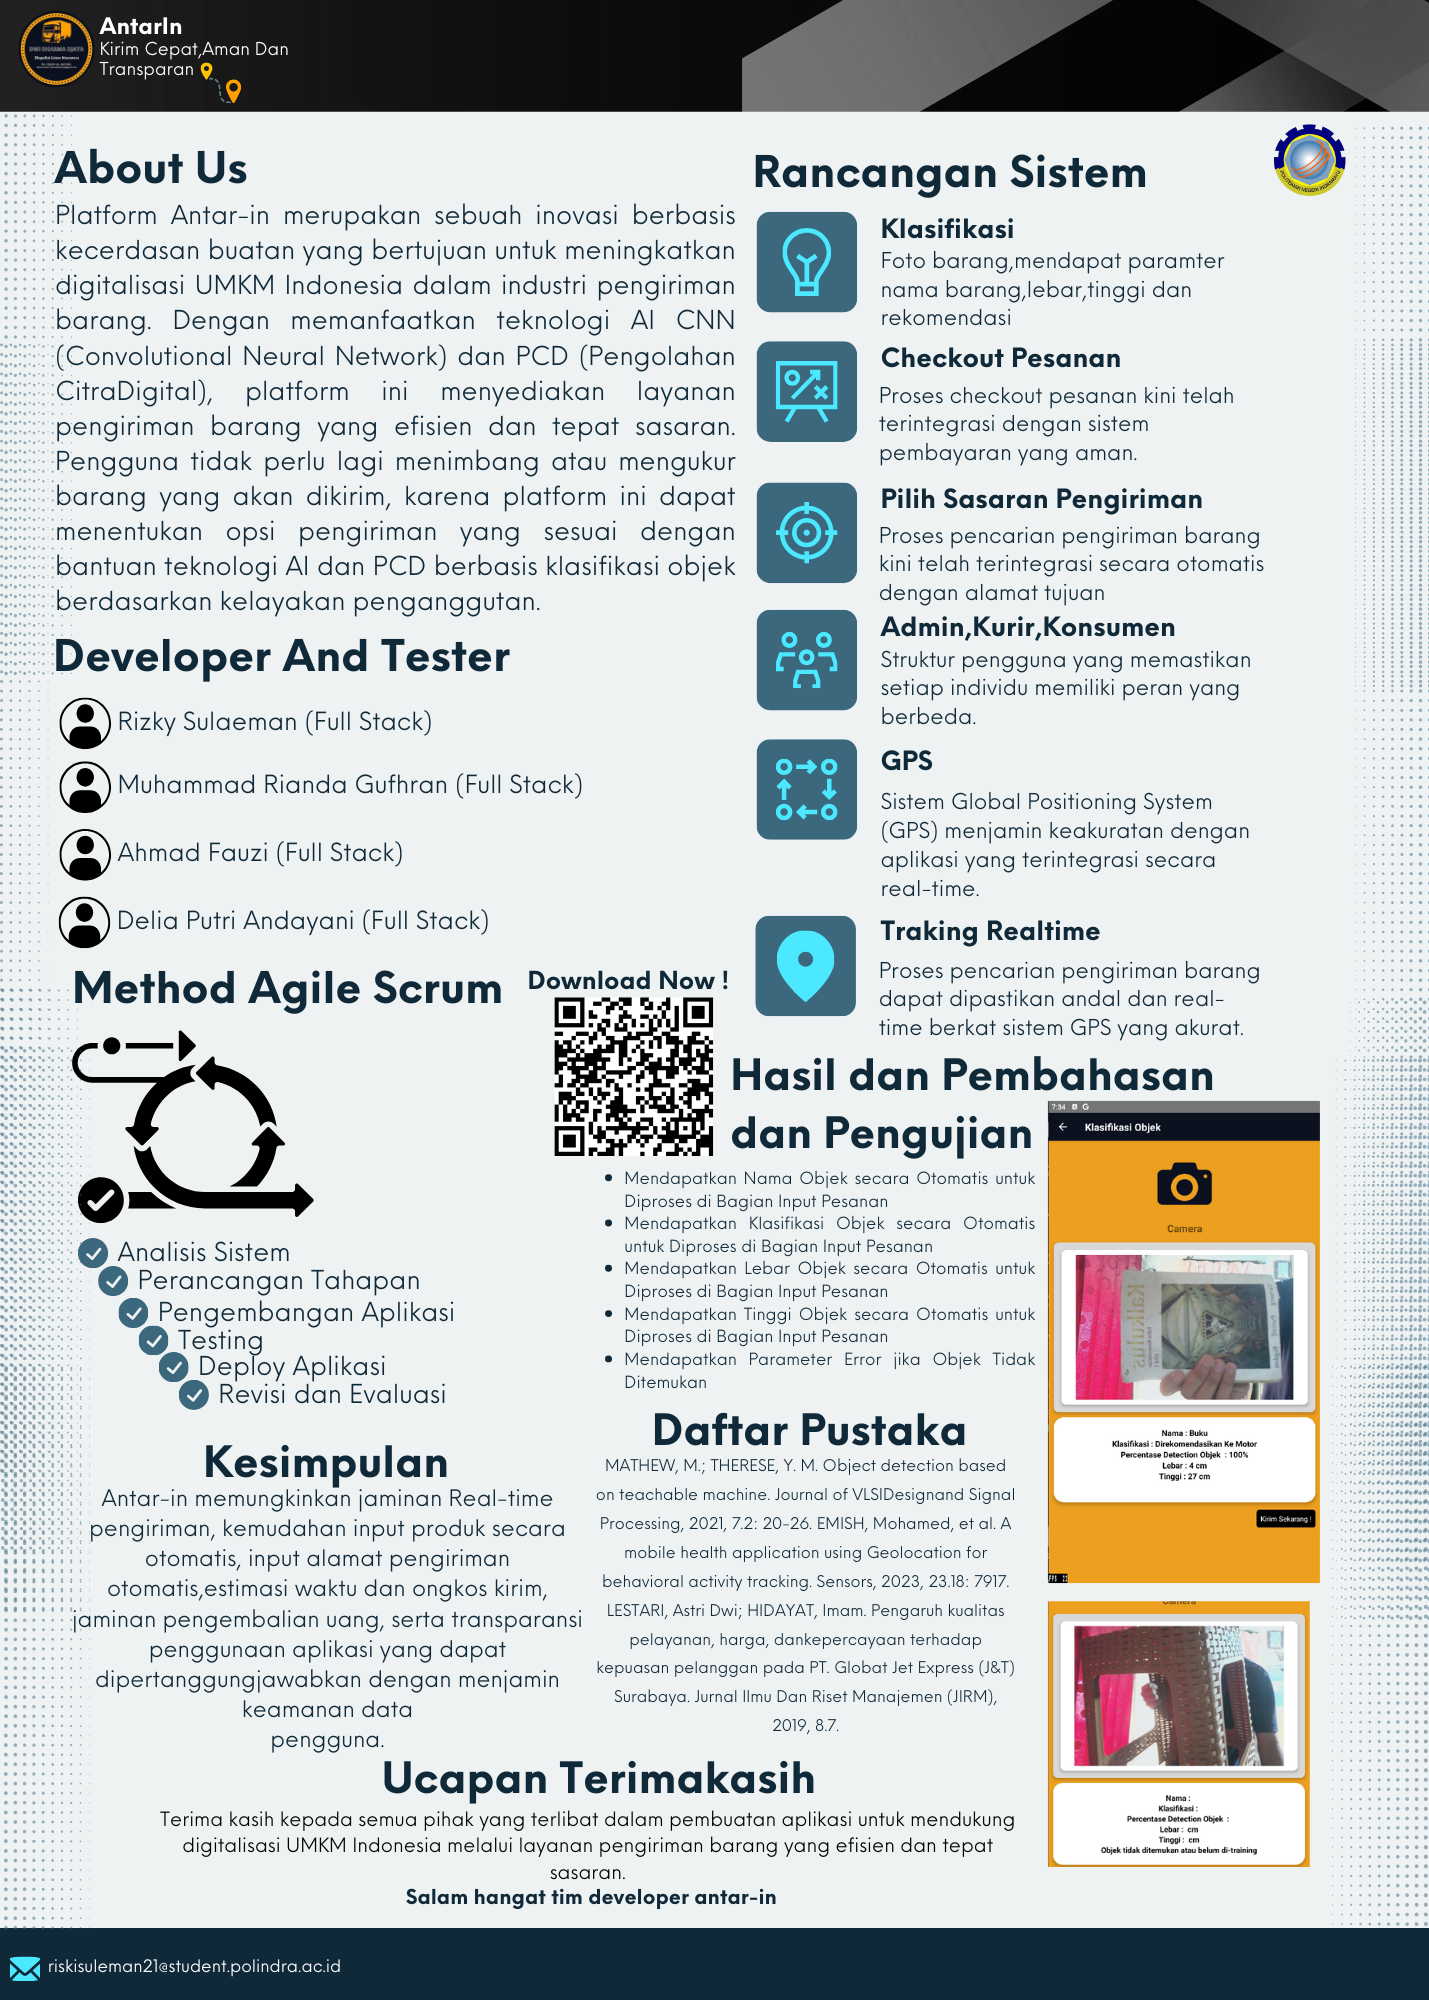 AntarIn
Kirim Cepat,Aman Dan
Transparan
DWI DHARMA DJAYA
About Us
Platform Antar-in merupakan sebuah inovasi berbasis
kecerdasan buatan yang bertujuan untuk meningkatkan
digitalisasi UMKM Indonesia dalam industri pengiriman
barang. Dengan memanfaatkan teknologi AI CNN
(Convolutional Neural Network) dan PCD (Pengolahan
CitraDigital), platform ini menyediakan layanan
pengiriman barang yang efisien dan tepat sasaran.
Pengguna tidak perlu lagi menimbang atau mengukur
barang yang akan dikirim, karena platform ini dapat
menentukan opsi pengiriman yang sesuai dengan
bantuan teknologi AI dan PCD berbasis klasifikasi objek
berdasarkan kelayakan penganggutan.
Developer And Tester
Rizky Sulaeman (Full Stack)
Muhammad Rianda Gufhran (Full Stack)
Ahmad Fauzi (Full Stack)
Delia Putri Andayani (Full Stack)
Method Agile Scrum
Analisis Sistem
Perancangan Tahapan
Pengembangan Aplikasi
Testing
Deploy Aplikasi
Revisi dan Evaluasi
Download Now !
Rancangan Sistem
POLITEKNIK NEGERI INDRAMAYU
Klasifikasi
Foto barang,mendapat paramter
nama barang,lebar,tinggi dan
rekomendasi
Checkout Pesanan
Proses checkout pesanan kini telah
terintegrasi dengan sistem
pembayaran yang aman.
Pilih Sasaran Pengiriman
Proses pencarian pengiriman barang
kini telah terintegrasi secara otomatis
dengan alamat tujuan
Admin,Kurir,Konsumen
Struktur pengguna yang memastikan
setiap individu memiliki peran yang
berbeda.
GPS
Sistem Global Positioning System
(GPS) menjamin keakuratan dengan
aplikasi yang terintegrasi secara
real-time.
Traking Realtime
Proses pencarian pengiriman barang
dapat dipastikan andal dan real-
time berkat sistem GPS yang akurat.
Hasil dan Pembahasan
dan Pengujian
Mendapatkan Nama Objek secara Otomatis untuk
Diproses di Bagian Input Pesanan
Mendapatkan Klasifikasi Objek secara Otomatis
untuk Diproses di Bagian Input Pesanan
Mendapatkan Lebar Objek secara Otomatis untuk
Diproses di Bagian Input Pesanan
Mendapatkan Tinggi Objek secara Otomatis untuk
Diproses di Bagian Input Pesanan
Mendapatkan Parameter Error jika Objek Tidak
Ditemukan
7:34
Klasifikasi Objek
Camera
Nama : Buku
Klasifikasi : Direkomendasikan Ke Motor
Percentase Detection Objek : 100%
Lebar : 4 cm
Tinggi : 27 cm
Kirim Sekarang !
Camera
Nama :
Klasifikasi :
Percentase Detection Objek :
Lebar : cm
Tinggi : cm
Objek tidak ditemukan atau belum di-training
Kesimpulan
Antar-in memungkinkan jaminan Real-time
pengiriman, kemudahan input produk secara
otomatis, input alamat pengiriman
otomatis,estimasi waktu dan ongkos kirim,
jaminan pengembalian uang, serta transparansi
penggunaan aplikasi yang dapat
dipertanggungjawabkan dengan menjamin
keamanan data
pengguna.
Daftar Pustaka
MATHEW, M.; THERESE, Y. M. Object detection based
on teachable machine. Journal of VLSIDesignand Signal
Processing, 2021, 7.2: 20-26. EMISH, Mohamed, et al. A
mobile health application using Geolocation for
behavioral activity tracking. Sensors, 2023, 23.18: 7917.
LESTARI, Astri Dwi; HIDAYAT, Imam. Pengaruh kualitas
pelayanan, harga, dankepercayaan terhadap
kepuasan pelanggan pada PT. Globat Jet Express (J&T)
Surabaya. Jurnal Ilmu Dan Riset Manajemen (JIRM),
2019, 8.7.
Ucapan Terimakasih
Terima kasih kepada semua pihak yang terlibat dalam pembuatan aplikasi untuk mendukung
digitalisasi UMKM Indonesia melalui layanan pengiriman barang yang efisien dan tepat
sasaran.
Salam hangat tim developer antar-in
riskisuleman21@student.polindra.ac.id